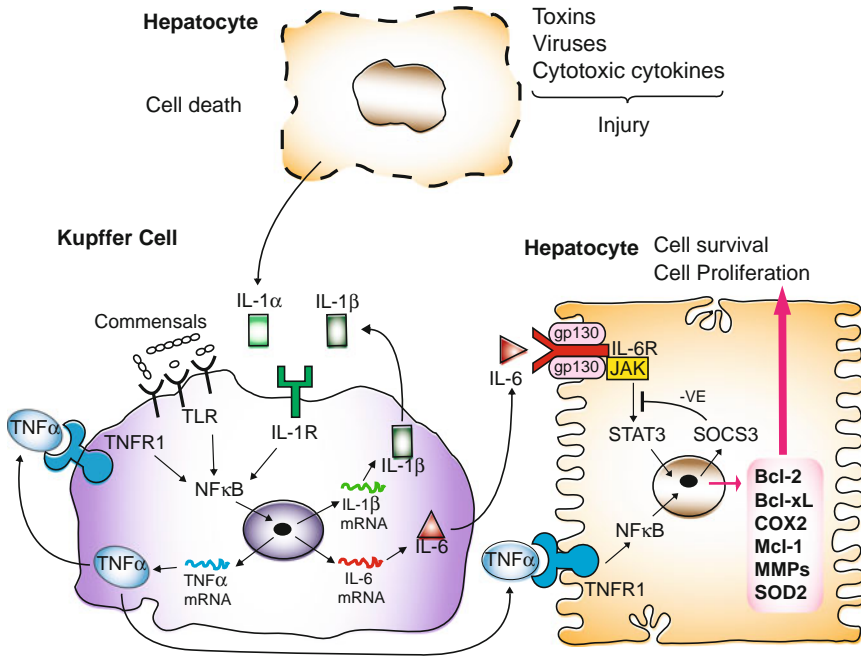 Hepatocyte
Toxins
Viruses
Cytotoxic cytokines
Cell death
Injury
Kupffer Cell
IL-1α
IL-1β
Commensals
TLR
TNFα
TNFR1
IL-1R
IL-1β
NFκB
IL-1β
mRNA
IL-6
TNFα
TNFα
mRNA
IL-6
mRNA
Hepatocyte
Cell survival
Cell Proliferation
gp130
IL-6
IL-6R
gp130
JAK
-VE
STAT3
SOCS3
NFκB
TNFα
TNFR1
Bcl-2
Bcl-xL
COX2
Mcl-1
MMPs
SOD2